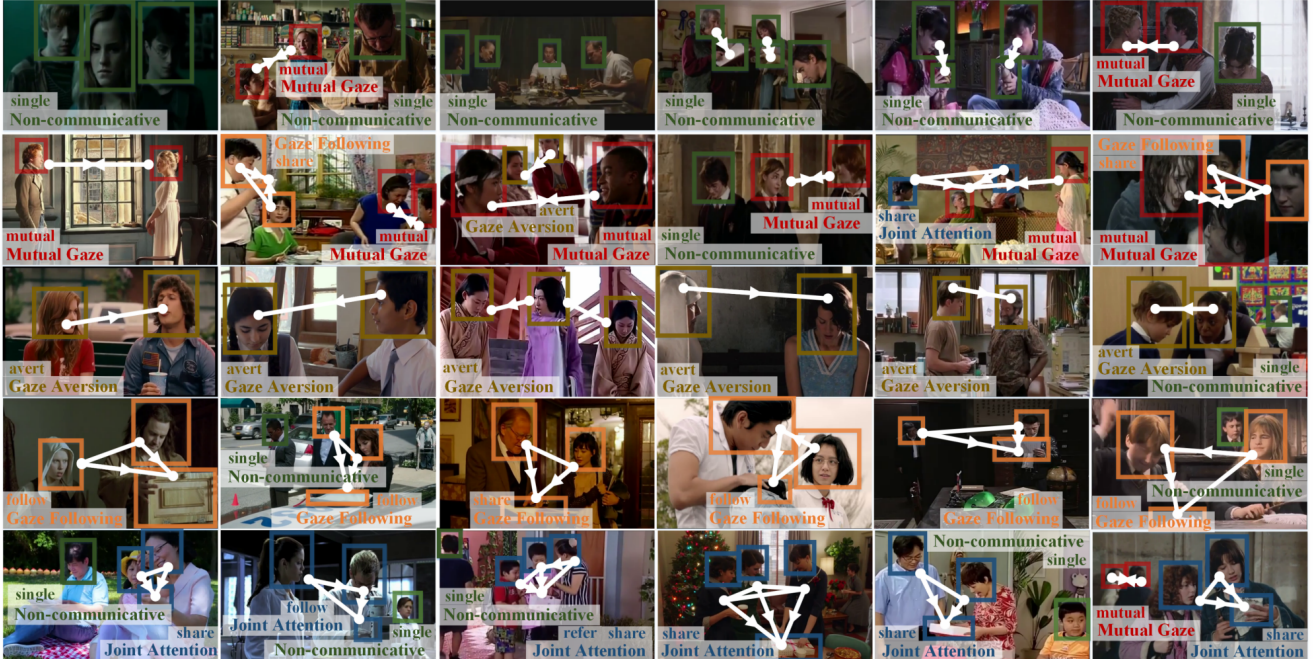 single
Non-communicative
mutual
Mutual Gaze
single
Non-communicative
single
Non-communicative
single
Non-communicative
single
Non-communicative
mutual
Mutual Gaze
single
Non-communicative
mutual
Mutual Gaze
Gaze Following
share
mutual
Mutual Gaze
avert
Gaze Aversion
mutual
Mutual Gaze
single
Non-communicative
mutual
Mutual Gaze
share
Joint Attention
mutual
Mutual Gaze
Gaze Following
share
mutual
Mutual Gaze
avert
Gaze Aversion
avert
Gaze Aversion
avert
Gaze Aversion
avert
Gaze Aversion
avert
Gaze Aversion
avert
Gaze Aversion
single
Non-communicative
follow
Gaze Following
single
Non-communicative
follow
Gaze Following
share
Gaze Following
follow
Gaze Following
follow
Gaze Following
single
Non-communicative
follow
Gaze Following
single
Non-communicative
share
Joint Attention
follow
Joint Attention
single
Non-communicative
single
Non-communicative
refer share
Joint Attention
share
Joint Attention
Non-communicative
single
share
Joint Attention
mutual
Mutual Gaze
share
Joint Attention